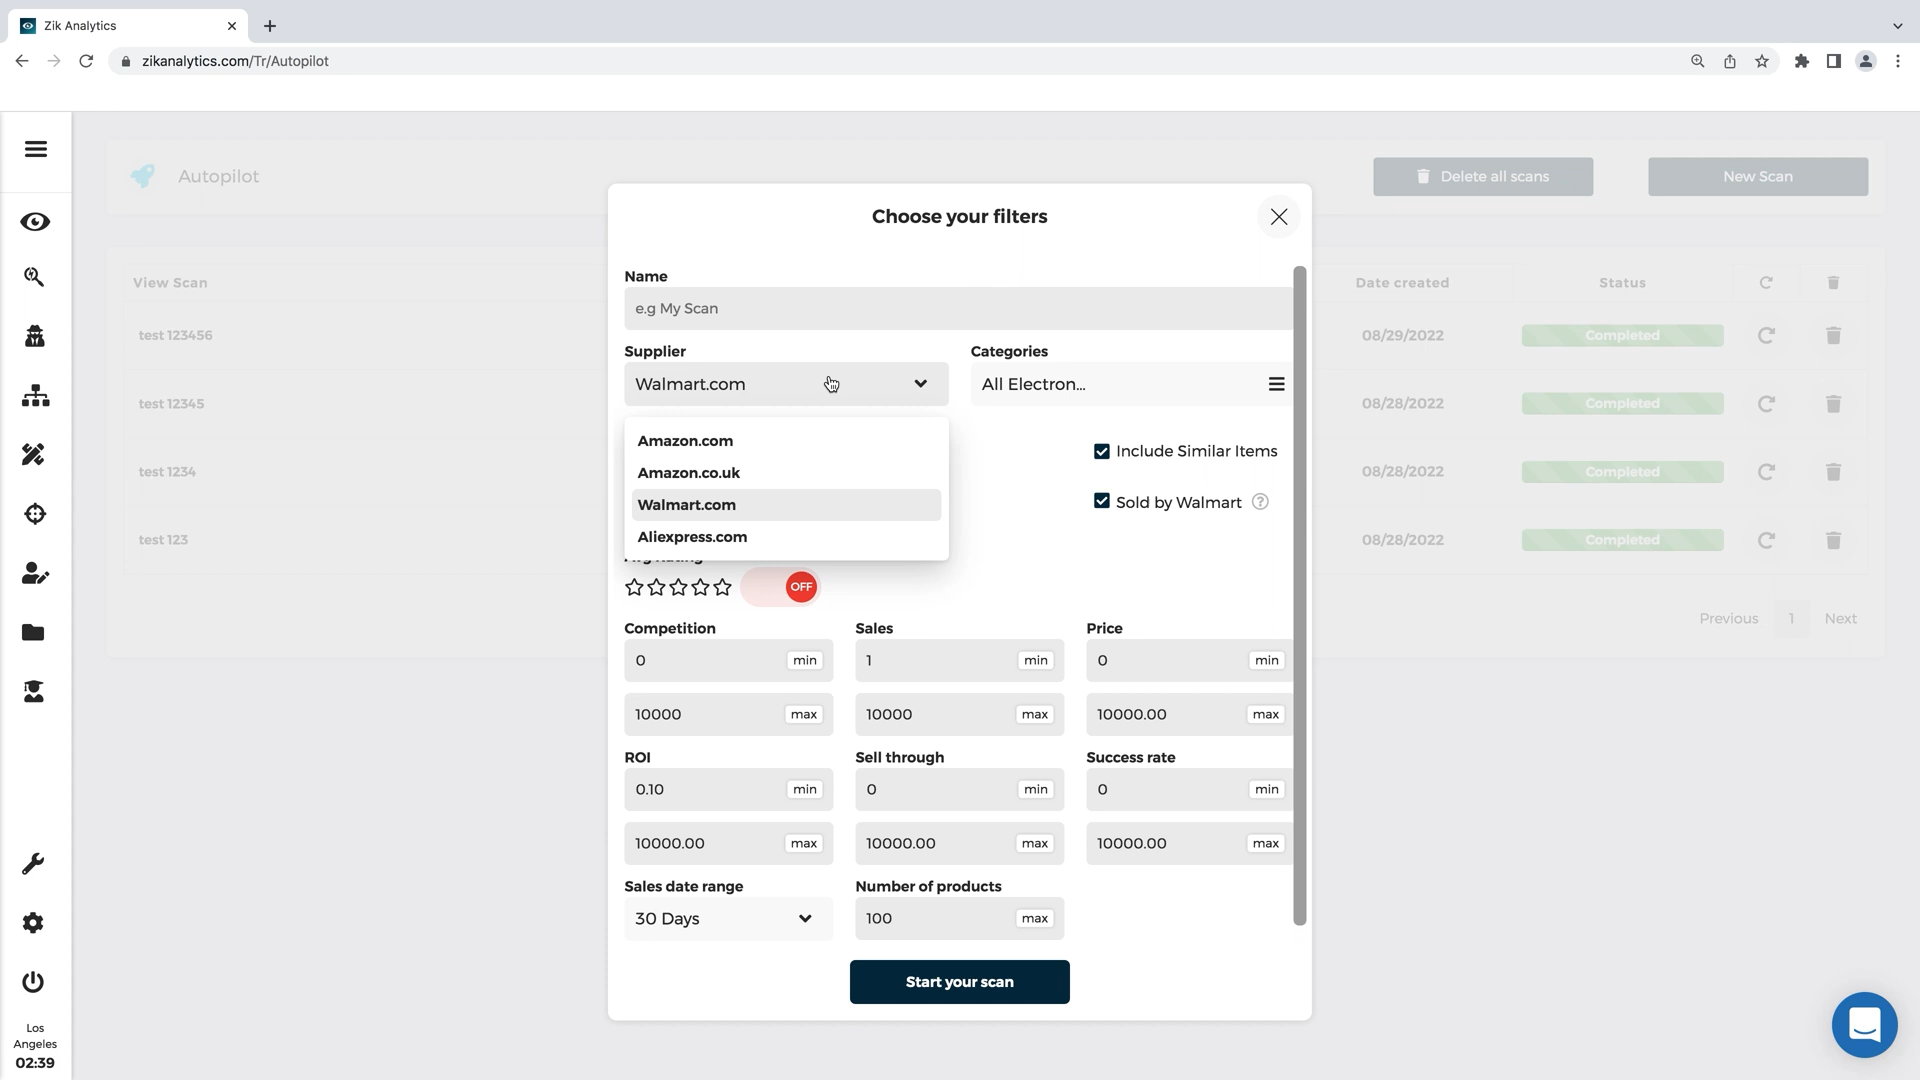 Zik Analytics
zikanalytics.com/Tr/Autopilot
Autopilot
Delete all scans
New Scan
Choose your filters
View Scan
Date created
Status
test 123456
08/29/2022
Completed
test 12345
08/28/2022
Completed
test 1234
08/28/2022
Completed
test 123
08/28/2022
Completed
Previous
1
Next
Name
e.g My Scan
Supplier
Categories
Walmart.com
All Electron...
Amazon.com
Amazon.co.uk
Walmart.com
Aliexpress.com
Include Similar Items
Sold by Walmart ?
OFF
Competition
Sales
Price
0 min
1 min
0 min
10000 max
10000 max
10000.00 max
ROI
Sell through
Success rate
0.10 min
0 min
0 min
10000.00 max
10000.00 max
10000.00 max
Sales date range
Number of products
30 Days
100 max
Start your scan
Los
Angeles
02:39